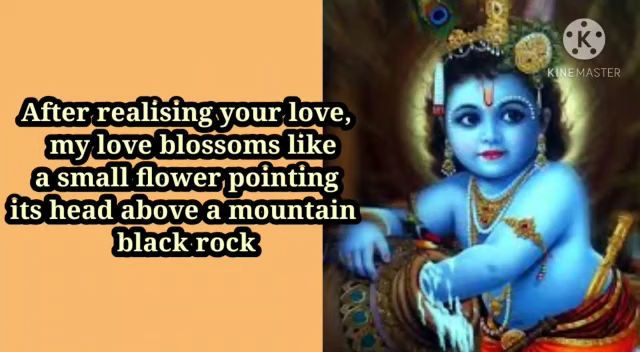 After realising your love,
my love blossoms like
a small flower pointing
its head above a mountain
black rock
K
KINEMASTER